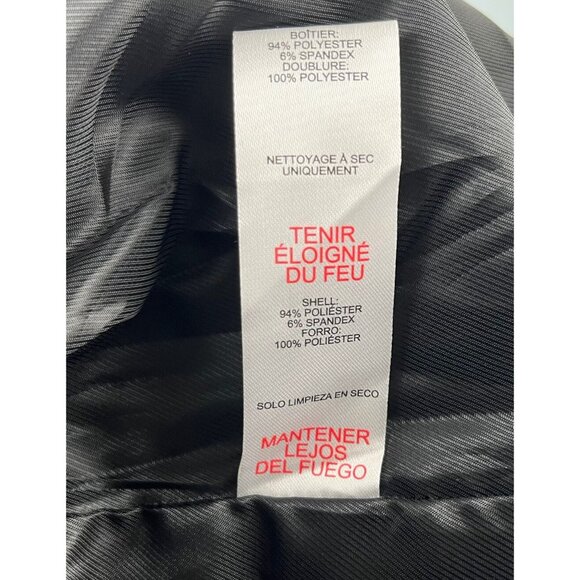 BOÎTIER:
94% POLYESTER
6% SPANDEX
DOUBLURE:
100% POLYESTER
NETTOYAGE À SEC
UNIQUEMENT
TENIR
ÉLOIGNÉ
DU FEU
SHELL:
94% POLIÉSTER
6% SPANDEX
FORRO:
100% POLIÉSTER
SOLO LIMPIEZA EN SECO
MANTENER
LEJOS
DEL FUEGO